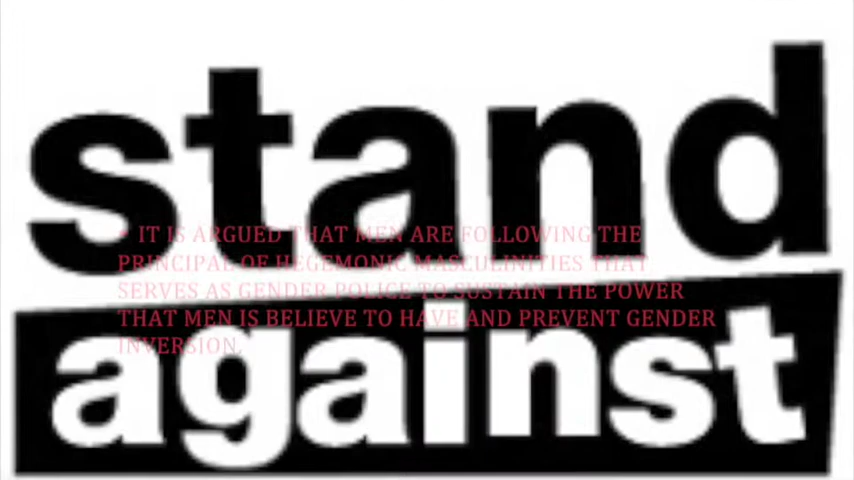 stand
• IT IS ARGUED THAT MEN ARE FOLLOWING THE
PRINCIPAL OF HEGEMONIC MASCULINITIES THAT
SERVES AS GENDER POLICE TO SUSTAIN THE POWER
THAT MEN IS BELIEVE TO HAVE AND PREVENT GENDER
INVERSION.
against